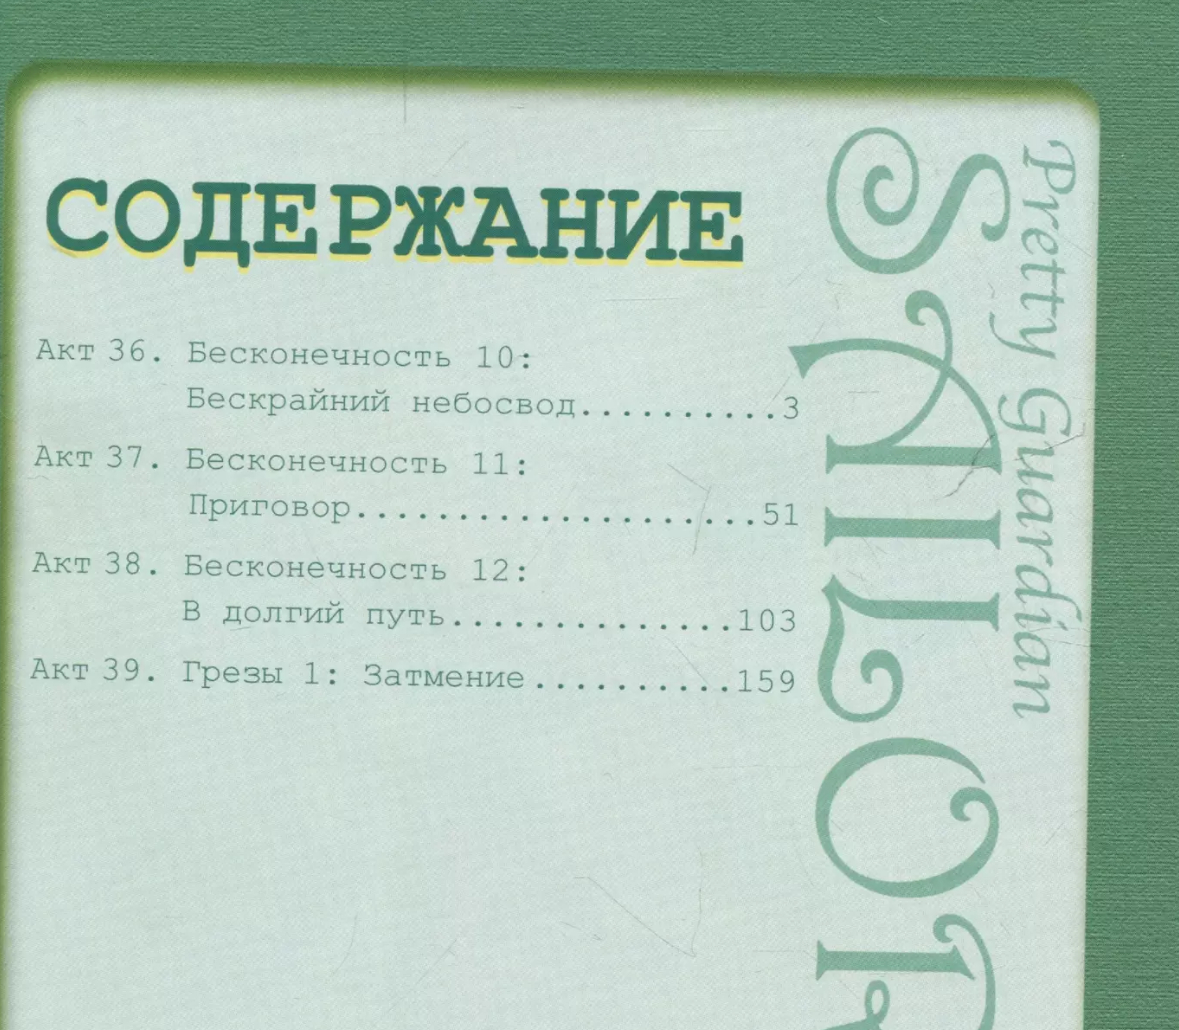 СОДЕРЖАНИЕ
Акт 36. Бесконечность 10:
Бескрайний небосвод..........3
Акт 37. Бесконечность 11:
Приговор....................51
Акт 38. Бесконечность 12:
В долгий путь..............103
Акт 39. Грезы 1: Затмение..........159
Pretty Guardian
SAILOR